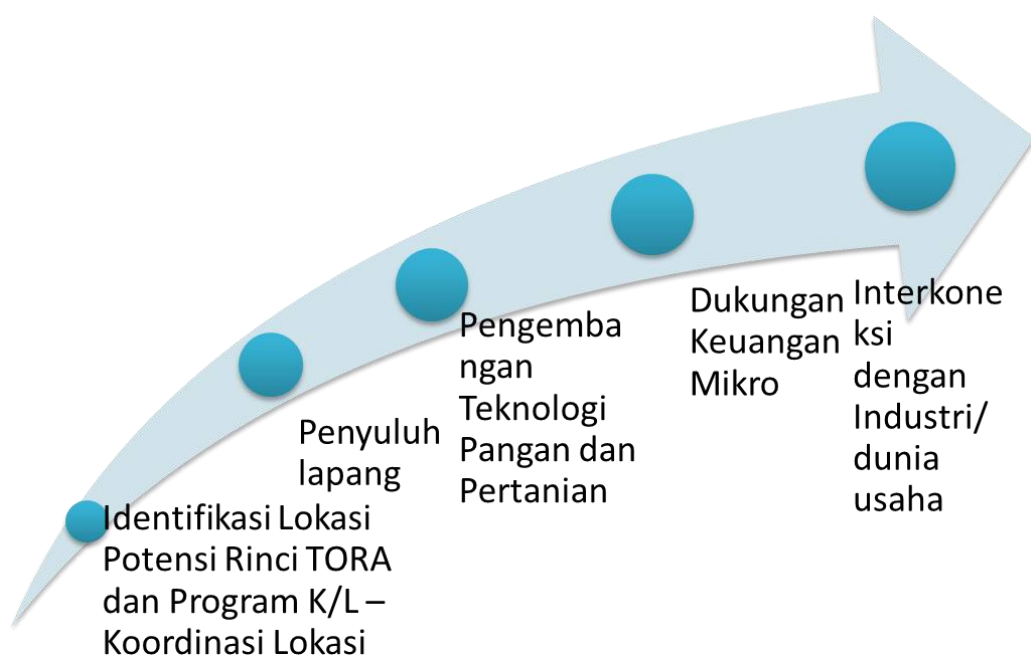 Identifikasi Lokasi
Potensi Rinci TORA
dan Program K/L –
Koordinasi Lokasi
Penyuluh
lapang
Pengemba
ngan
Teknologi
Pangan dan
Pertanian
Dukungan
Keuangan
Mikro
Interkone
ksi
dengan
Industri/
dunia
usaha